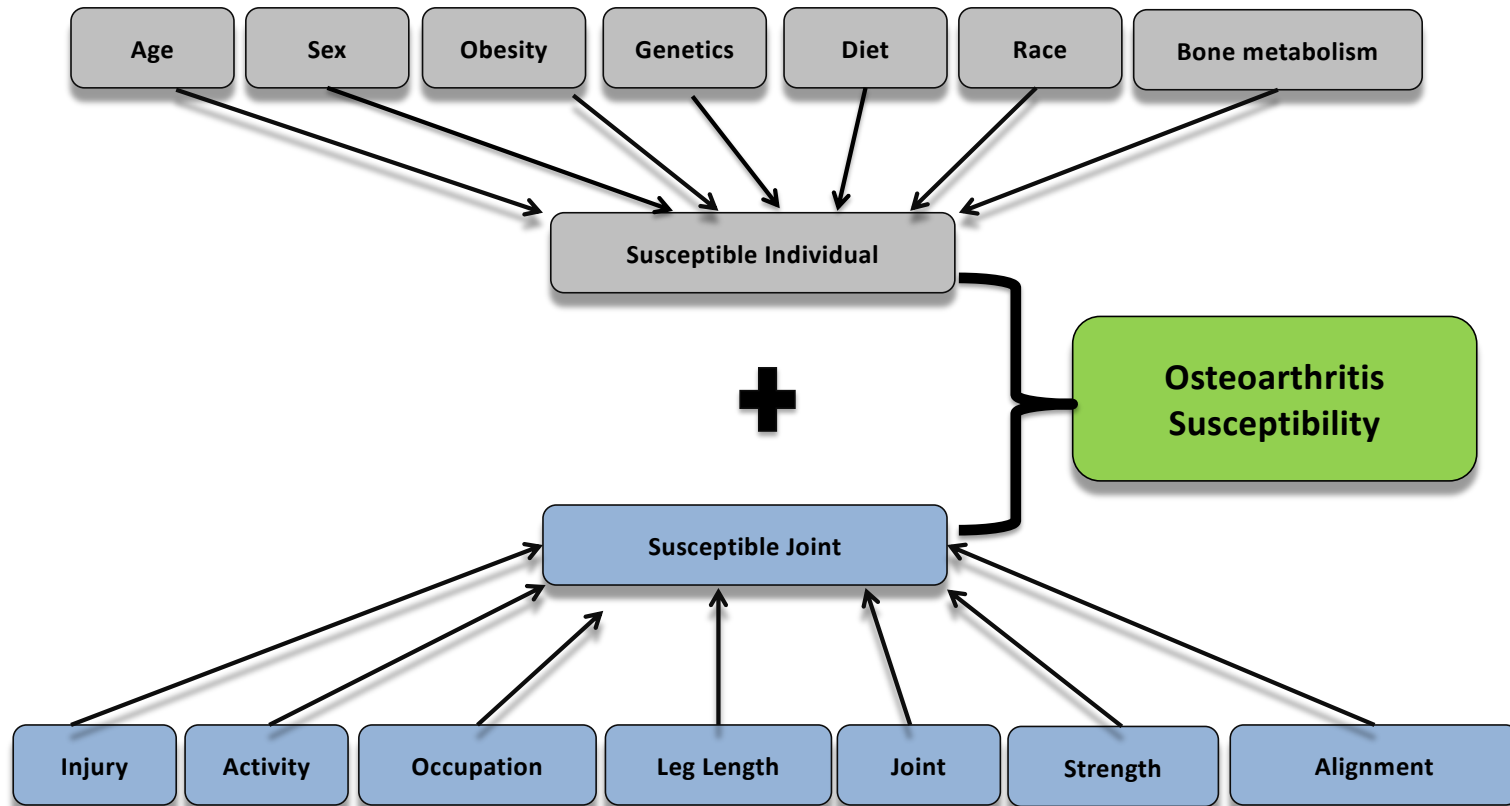 Age
Sex
Obesity
Genetics
Diet
Race
Bone metabolism
Susceptible Individual
Osteoarthritis
Susceptibility
Susceptible Joint
Injury
Activity
Occupation
Leg Length
Joint
Strength
Alignment